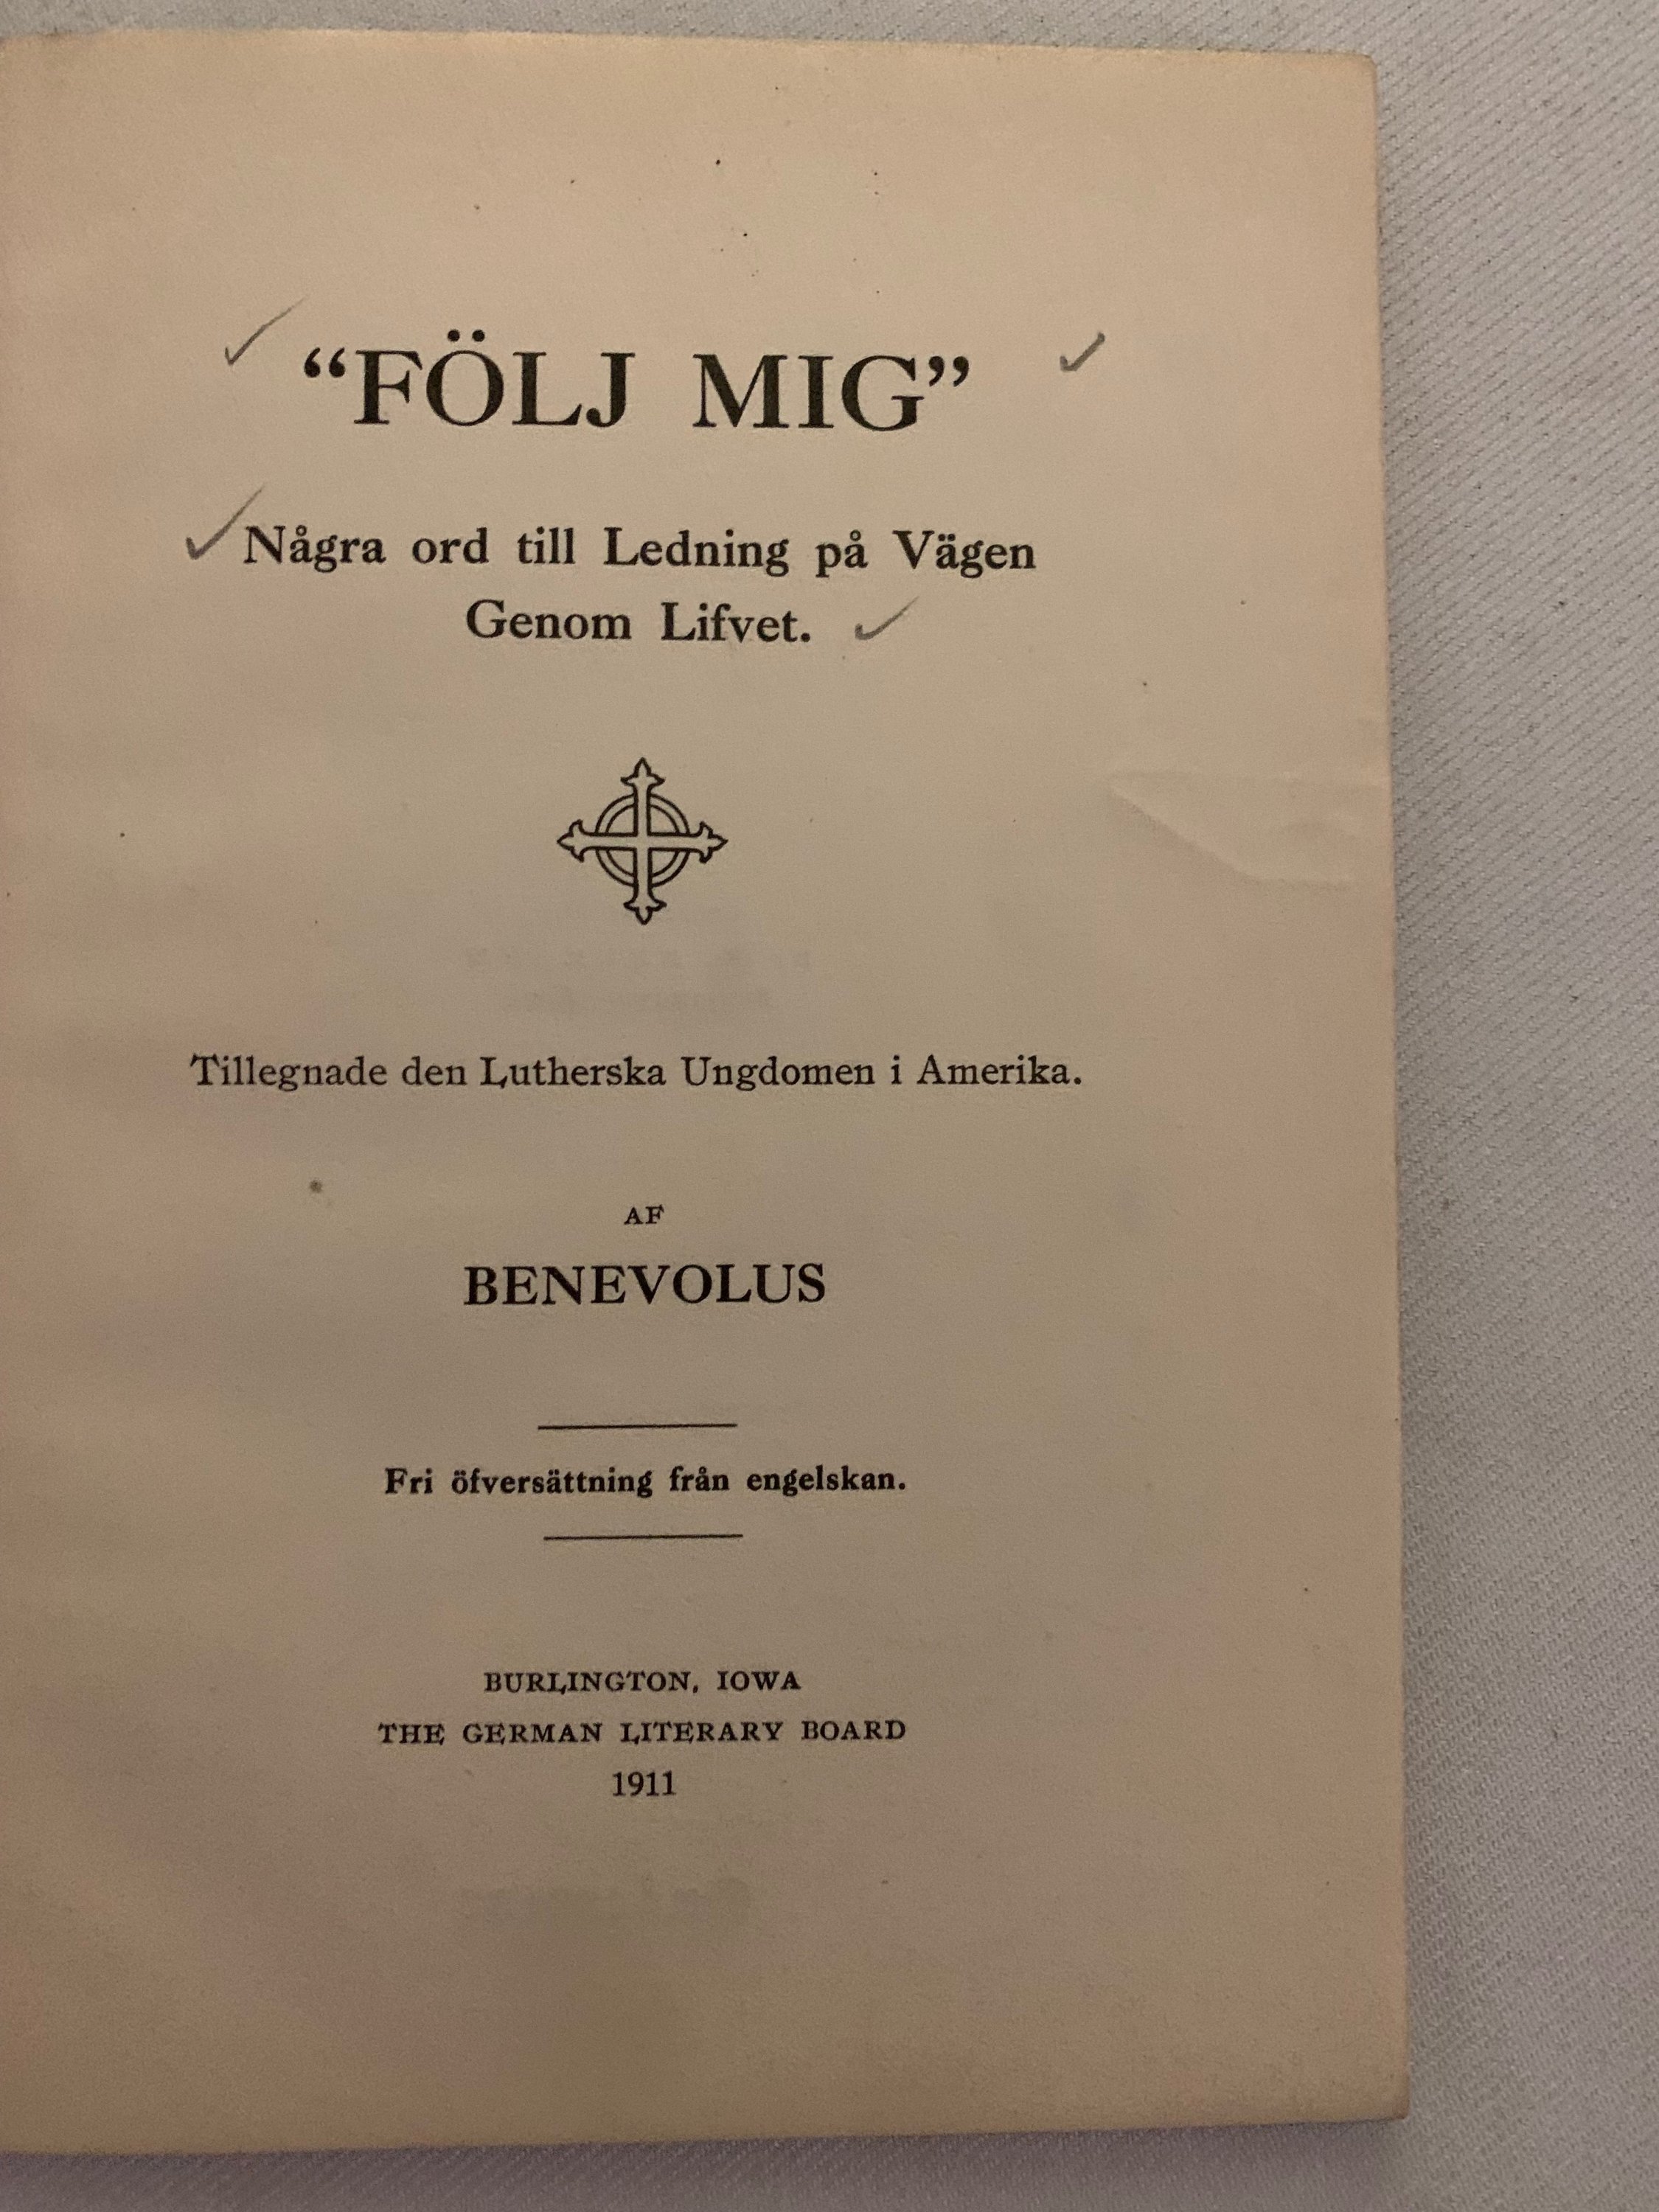 “FÖLJ MIG”
Några ord till Ledning på Vägen
Genom Lifvet.
Tillegnade den Lutherska Ungdomen i Amerika.
AF
BENEVOLUS
Fri öfversättning från engelskan.
BURLINGTON, IOWA
THE GERMAN LITERARY BOARD
1911